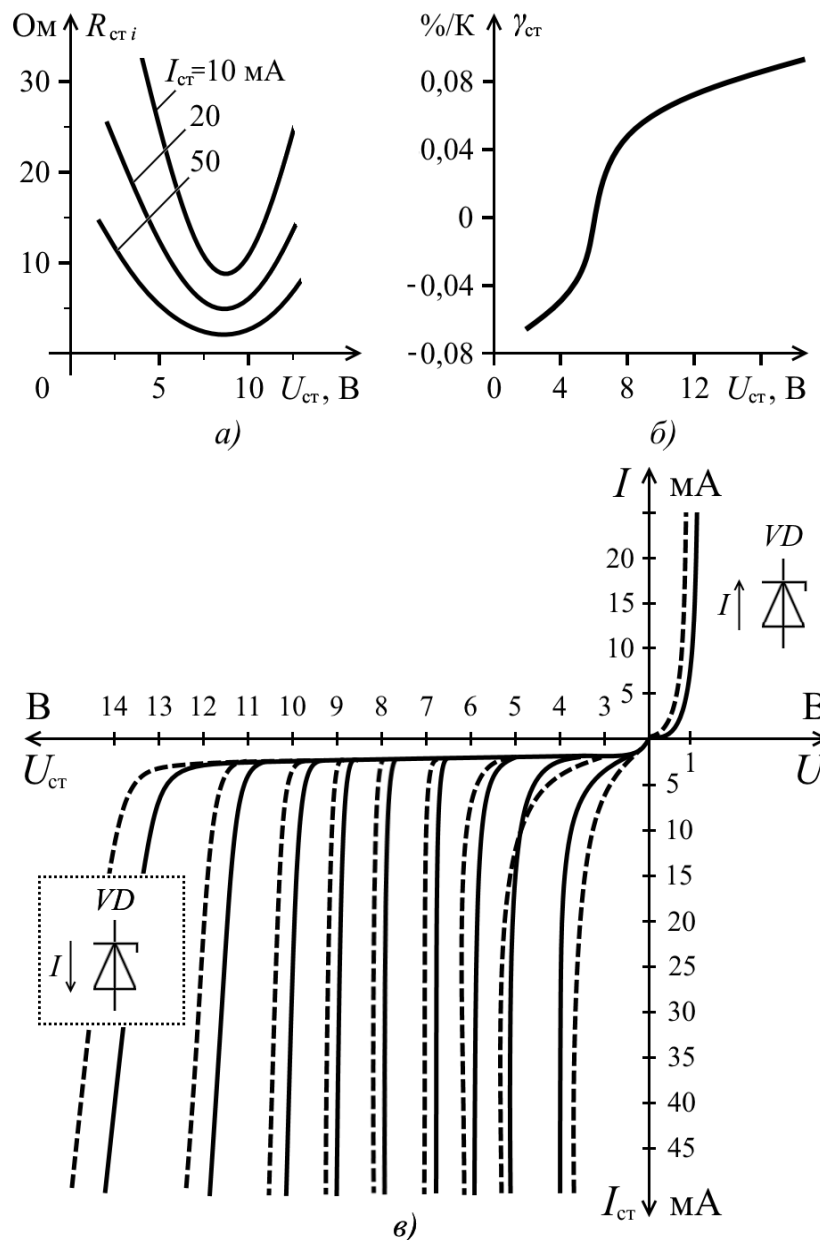 Ом R ст i
30
20
10
0
5
10
U ст, В
I ст=10 мА
20
50
а)
%/К γ ст
0,08
0,04
0
-0,04
-0,08
0 4 8 12 U ст, В
б)
I мА
20
15
10
5
VD
I
В 14 13 12 11 10 9 8 7 6 5 4 3 В
U ст 1 U
5
10
15
20
45
30
35
40
45
VD
I
I ст мА
в)